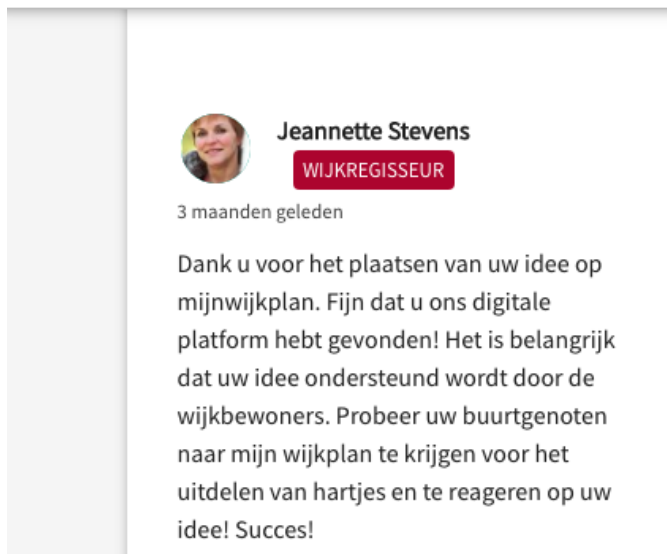 Jeannette Stevens
WIJKREGISSEUR
3 maanden geleden
Dank u voor het plaatsen van uw idee op
mijnwijkplan. Fijn dat u ons digitale
platform hebt gevonden! Het is belangrijk
dat uw idee ondersteund wordt door de
wijkbewoners. Probeer uw buurtgenoten
naar mijn wijkplan te krijgen voor het
uitdelen van hartjes en te reageren op uw
idee! Succes!